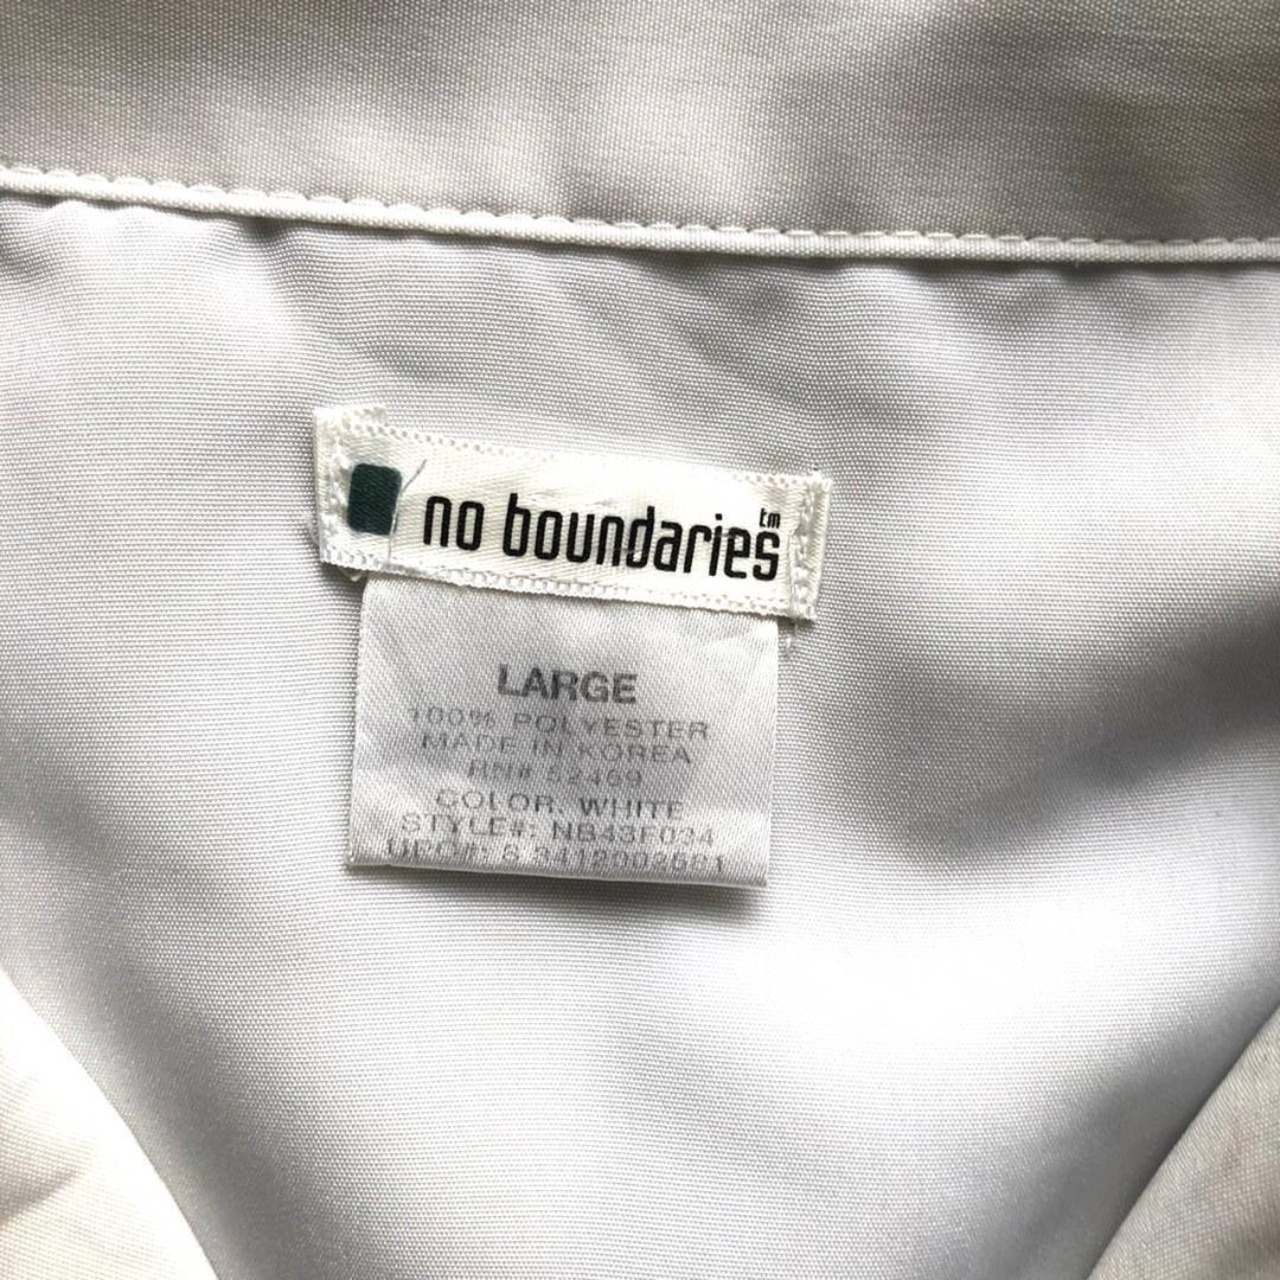 no boundaries tm
LARGE
100% POLYESTER
MADE IN KOREA
RN# 52469
COLOR: WHITE
STYLE#: NB43F034